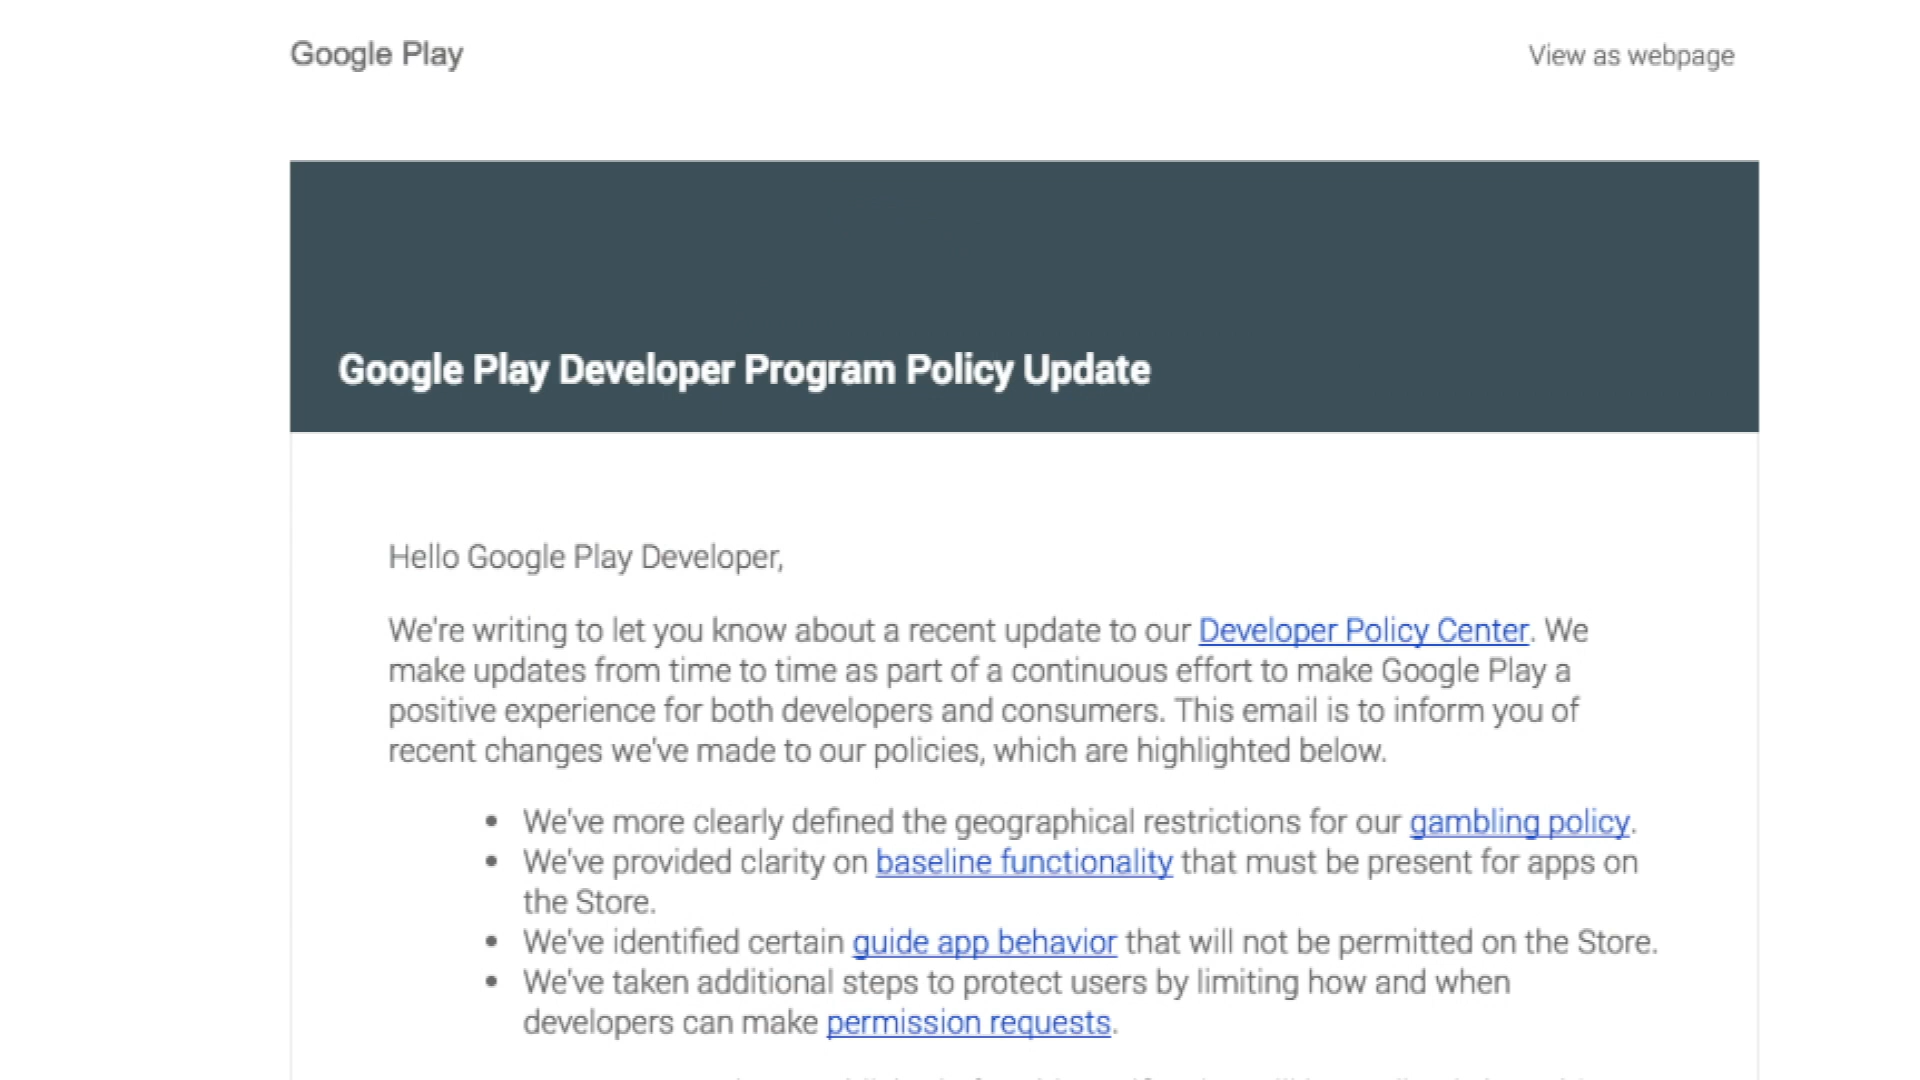 Google Play
View as webpage
Google Play Developer Program Policy Update
Hello Google Play Developer,
We're writing to let you know about a recent update to our Developer Policy Center. We
make updates from time to time as part of a continuous effort to make Google Play a
positive experience for both developers and consumers. This email is to inform you of
recent changes we've made to our policies, which are highlighted below.
• We've more clearly defined the geographical restrictions for our gambling policy.
• We've provided clarity on baseline functionality that must be present for apps on
the Store.
• We've identified certain guide app behavior that will not be permitted on the Store.
• We've taken additional steps to protect users by limiting how and when
developers can make permission requests.